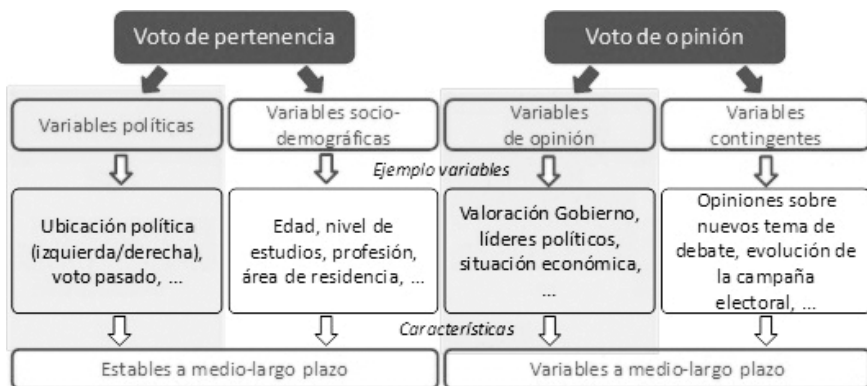 Voto de pertenencia
Voto de opinión
Variables políticas
Variables socio-
demográficas
Variables
de opinión
Variables
contingentes
Ejemplo variables
Ubicación política
(izquierda/derecha),
voto pasado, ...
Edad, nivel de
estudios, profesión,
área de residencia, ...
Valoración Gobierno,
líderes políticos,
situación económica,
...
Opiniones sobre
nuevos tema de
debate, evolución de
la campaña
electoral, ...
Características
Estables a medio-largo plazo
Variables a medio-largo plazo